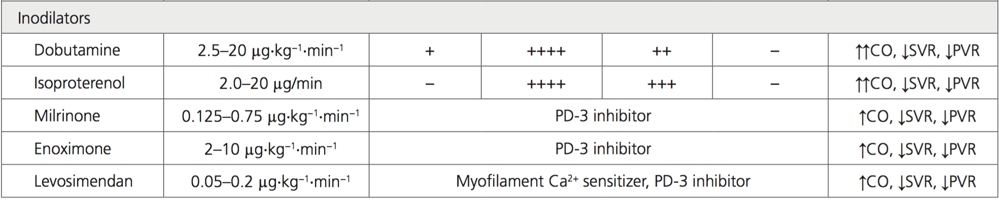 Inodilators
Dobutamine 2.5–20 μg·kg⁻¹·min⁻¹ + ++++ ++ – ↑↑CO, ↓SVR, ↓PVR
Isoproterenol 2.0–20 μg/min – ++++ +++ – ↑↑CO, ↓SVR, ↓PVR
Milrinone 0.125–0.75 μg·kg⁻¹·min⁻¹ PD-3 inhibitor ↑CO, ↓SVR, ↓PVR
Enoximone 2–10 μg·kg⁻¹·min⁻¹ PD-3 inhibitor ↑CO, ↓SVR, ↓PVR
Levosimendan 0.05–0.2 μg·kg⁻¹·min⁻¹ Myofilament Ca²⁺ sensitizer, PD-3 inhibitor ↑CO, ↓SVR, ↓PVR